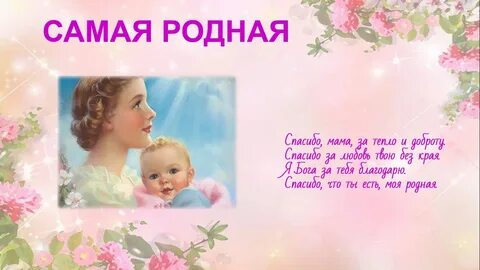 САМАЯ РОДНАЯ
Спасибо, мама, за тепло и доброту.
Спасибо за любовь твою без края
Я Бога за тебя благодарю.
Спасибо, что ты есть, моя родная